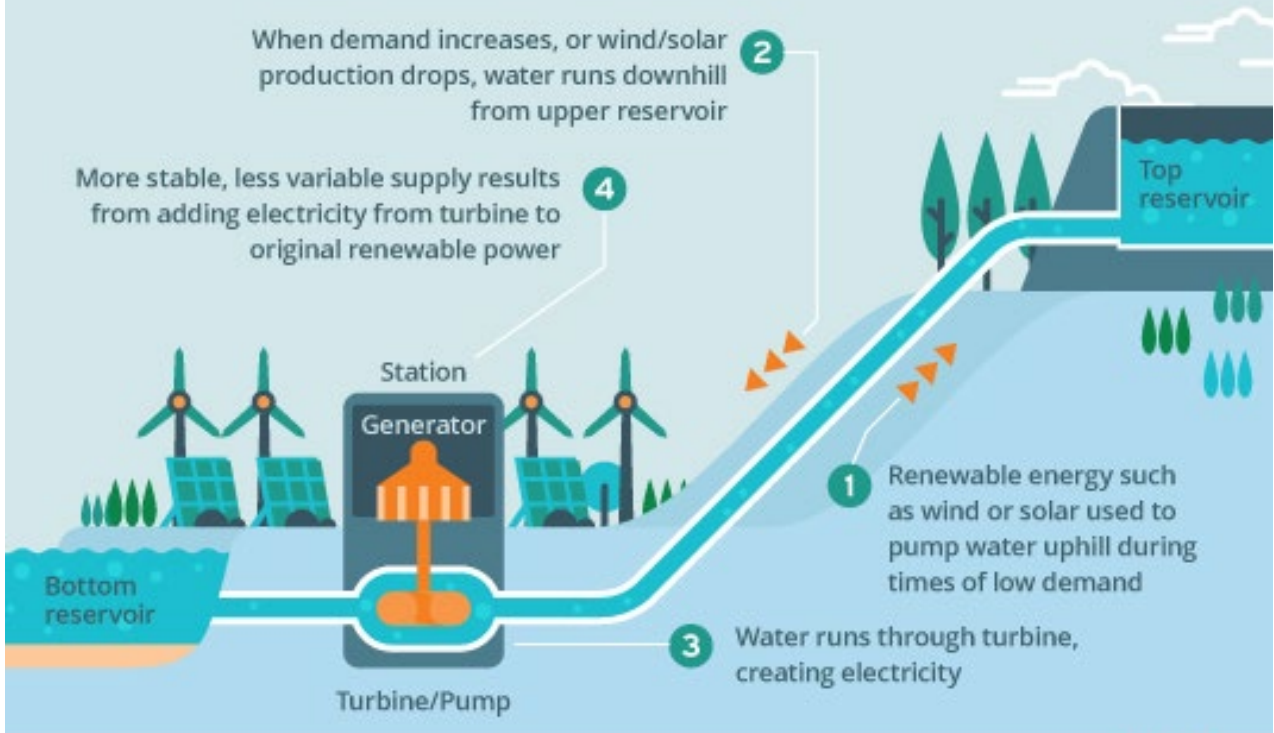 When demand increases, or wind/solar
production drops, water runs downhill
from upper reservoir
2
More stable, less variable supply results
from adding electricity from turbine to
original renewable power
4
Top
reservoir
Station
Generator
1
Renewable energy such
as wind or solar used to
pump water uphill during
times of low demand
Bottom
reservoir
3
Water runs through turbine,
creating electricity
Turbine/Pump